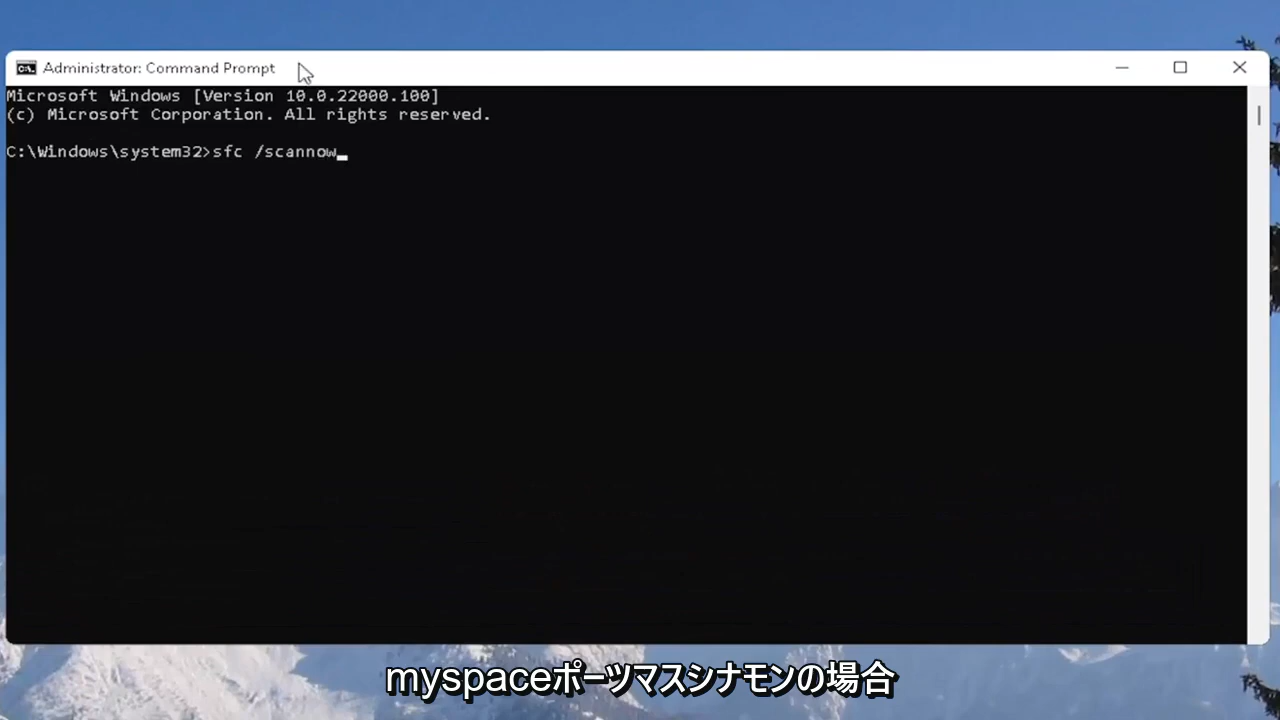 Administrator: Command Prompt
Microsoft Windows [Version 10.0.22000.100]
(c) Microsoft Corporation. All rights reserved.
C:\Windows\system32>sfc /scannow
myspaceポーツマスシナモンの場合